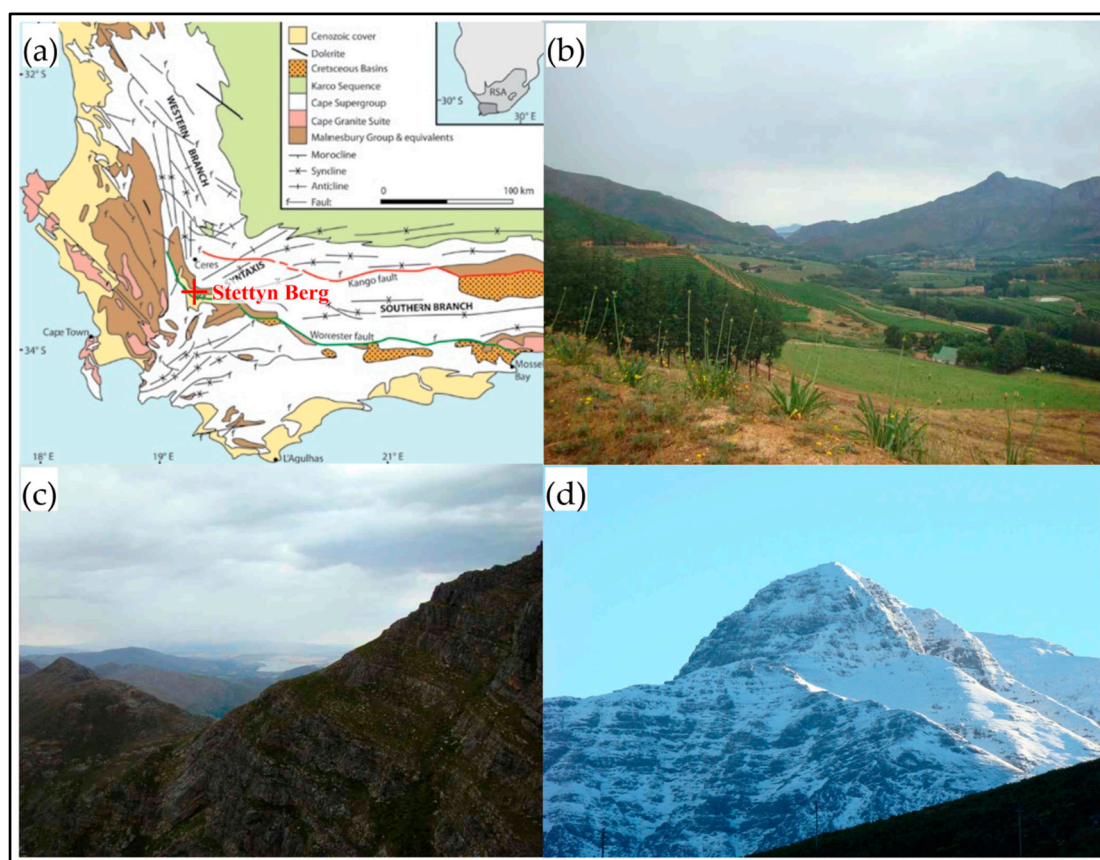 (a)
Cenozoic cover
Dolerite
Cretaceous Basins
Karoo Sequence
Cape Supergroup
Cape Granite Suite
Malmesbury Group & equivalents
Monocline
Syncline
Anticline
Fault
0 100 km
RSA
30° S
30° E
32° S
WESTERN
BRANCH
Ceres
SYNTAXIS
Kango fault
Stettyn Berg
SOUTHERN BRANCH
Cape Town
Worcester fault
34° S
Mossel
Bay
L'Agulhas
18° E
19° E
21° E
f
f
f
f
f
f
f
f
(b)
(c)
(d)